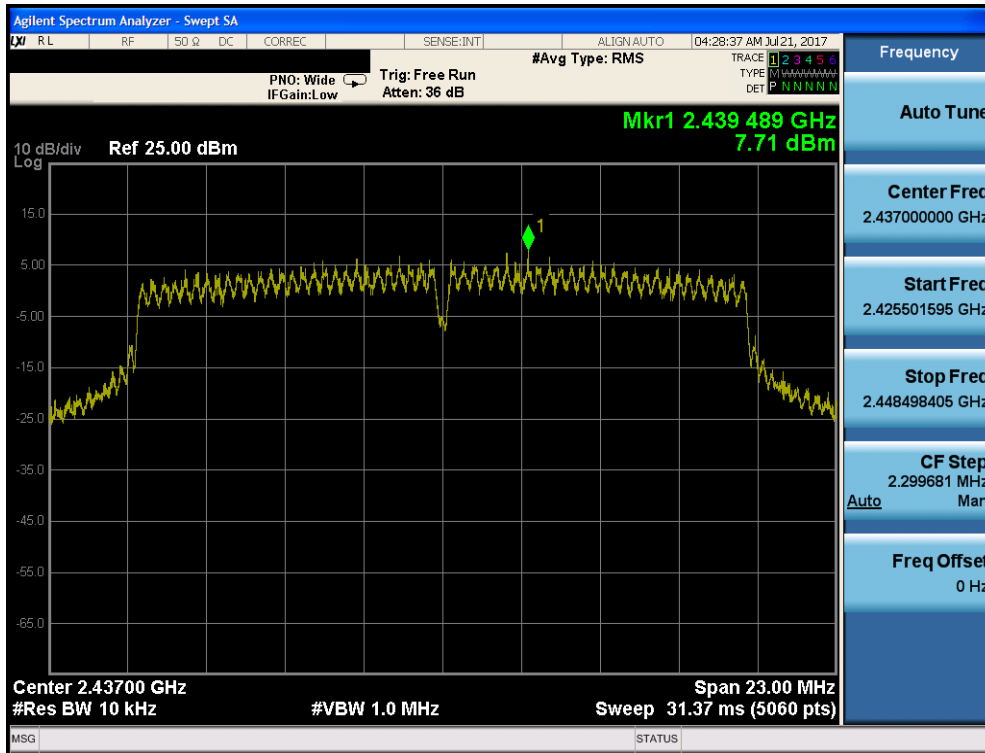 Agilent Spectrum Analyzer - Swept SA
LXI RL RF 50 Ω DC CORREC SENSE:INT ALIGN AUTO 04:28:37 AM Jul 21, 2017
#Avg Type: RMS
TRACE 1 2 3 4 5 6
PNO: Wide Trig: Free Run
TYPE M
IFGain:Low Atten: 36 dB
DET P N N N N N
Mkr1 2.439 489 GHz
7.71 dBm
10 dB/div Ref 25.00 dBm
Log
15.0
1
5.00
-5.00
-15.0
-25.0
-35.0
-45.0
-55.0
-65.0
Center 2.43700 GHz Span 23.00 MHz
#Res BW 10 kHz #VBW 1.0 MHz Sweep 31.37 ms (5060 pts)
MSG STATUS
Frequency
Auto Tune
Center Freq
2.437000000 GHz
Start Freq
2.425501595 GHz
Stop Freq
2.448498405 GHz
CF Step
2.299681 MHz
Auto Man
Freq Offset
0 Hz